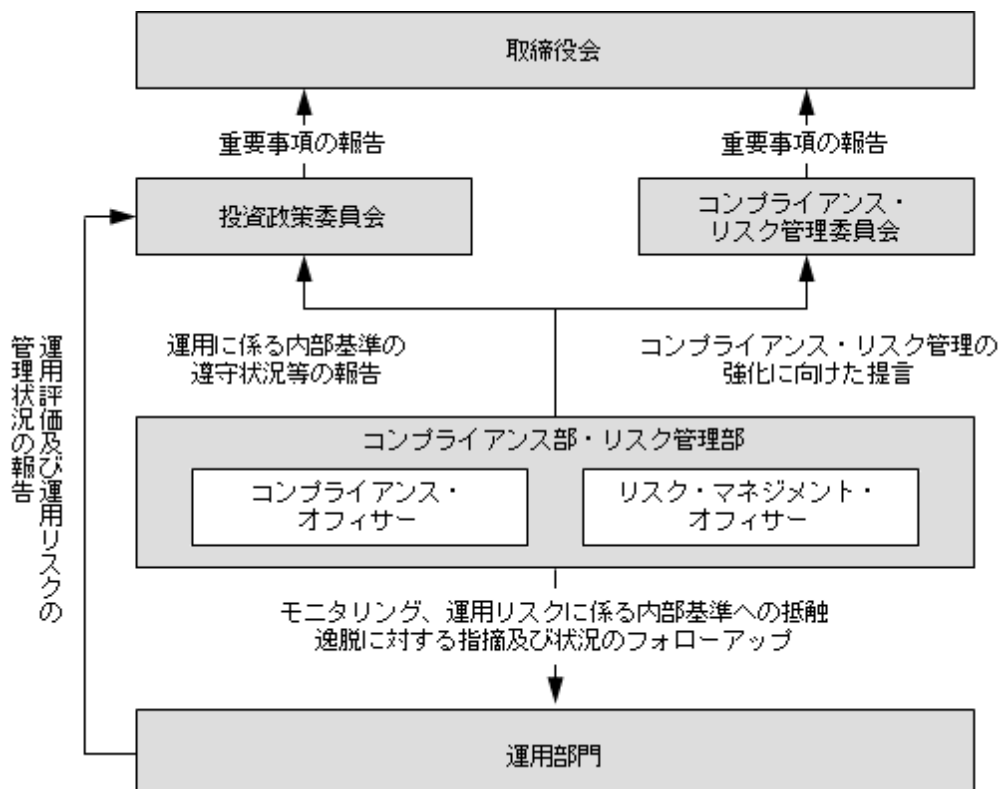 取締役会
重要事項の報告
重要事項の報告
投資政策委員会
コンプライアンス・
リスク管理委員会
運用に係る内部基準の
遵守状況等の報告
コンプライアンス・リスク管理の
強化に向けた提言
運用評価及び運用リスクの
管理状況の報告
コンプライアンス部・リスク管理部
コンプライアンス・
オフィサー
リスク・マネジメント・
オフィサー
モニタリング、運用リスクに係る内部基準への抵触
逸脱に対する指摘及び状況のフォローアップ
運用部門